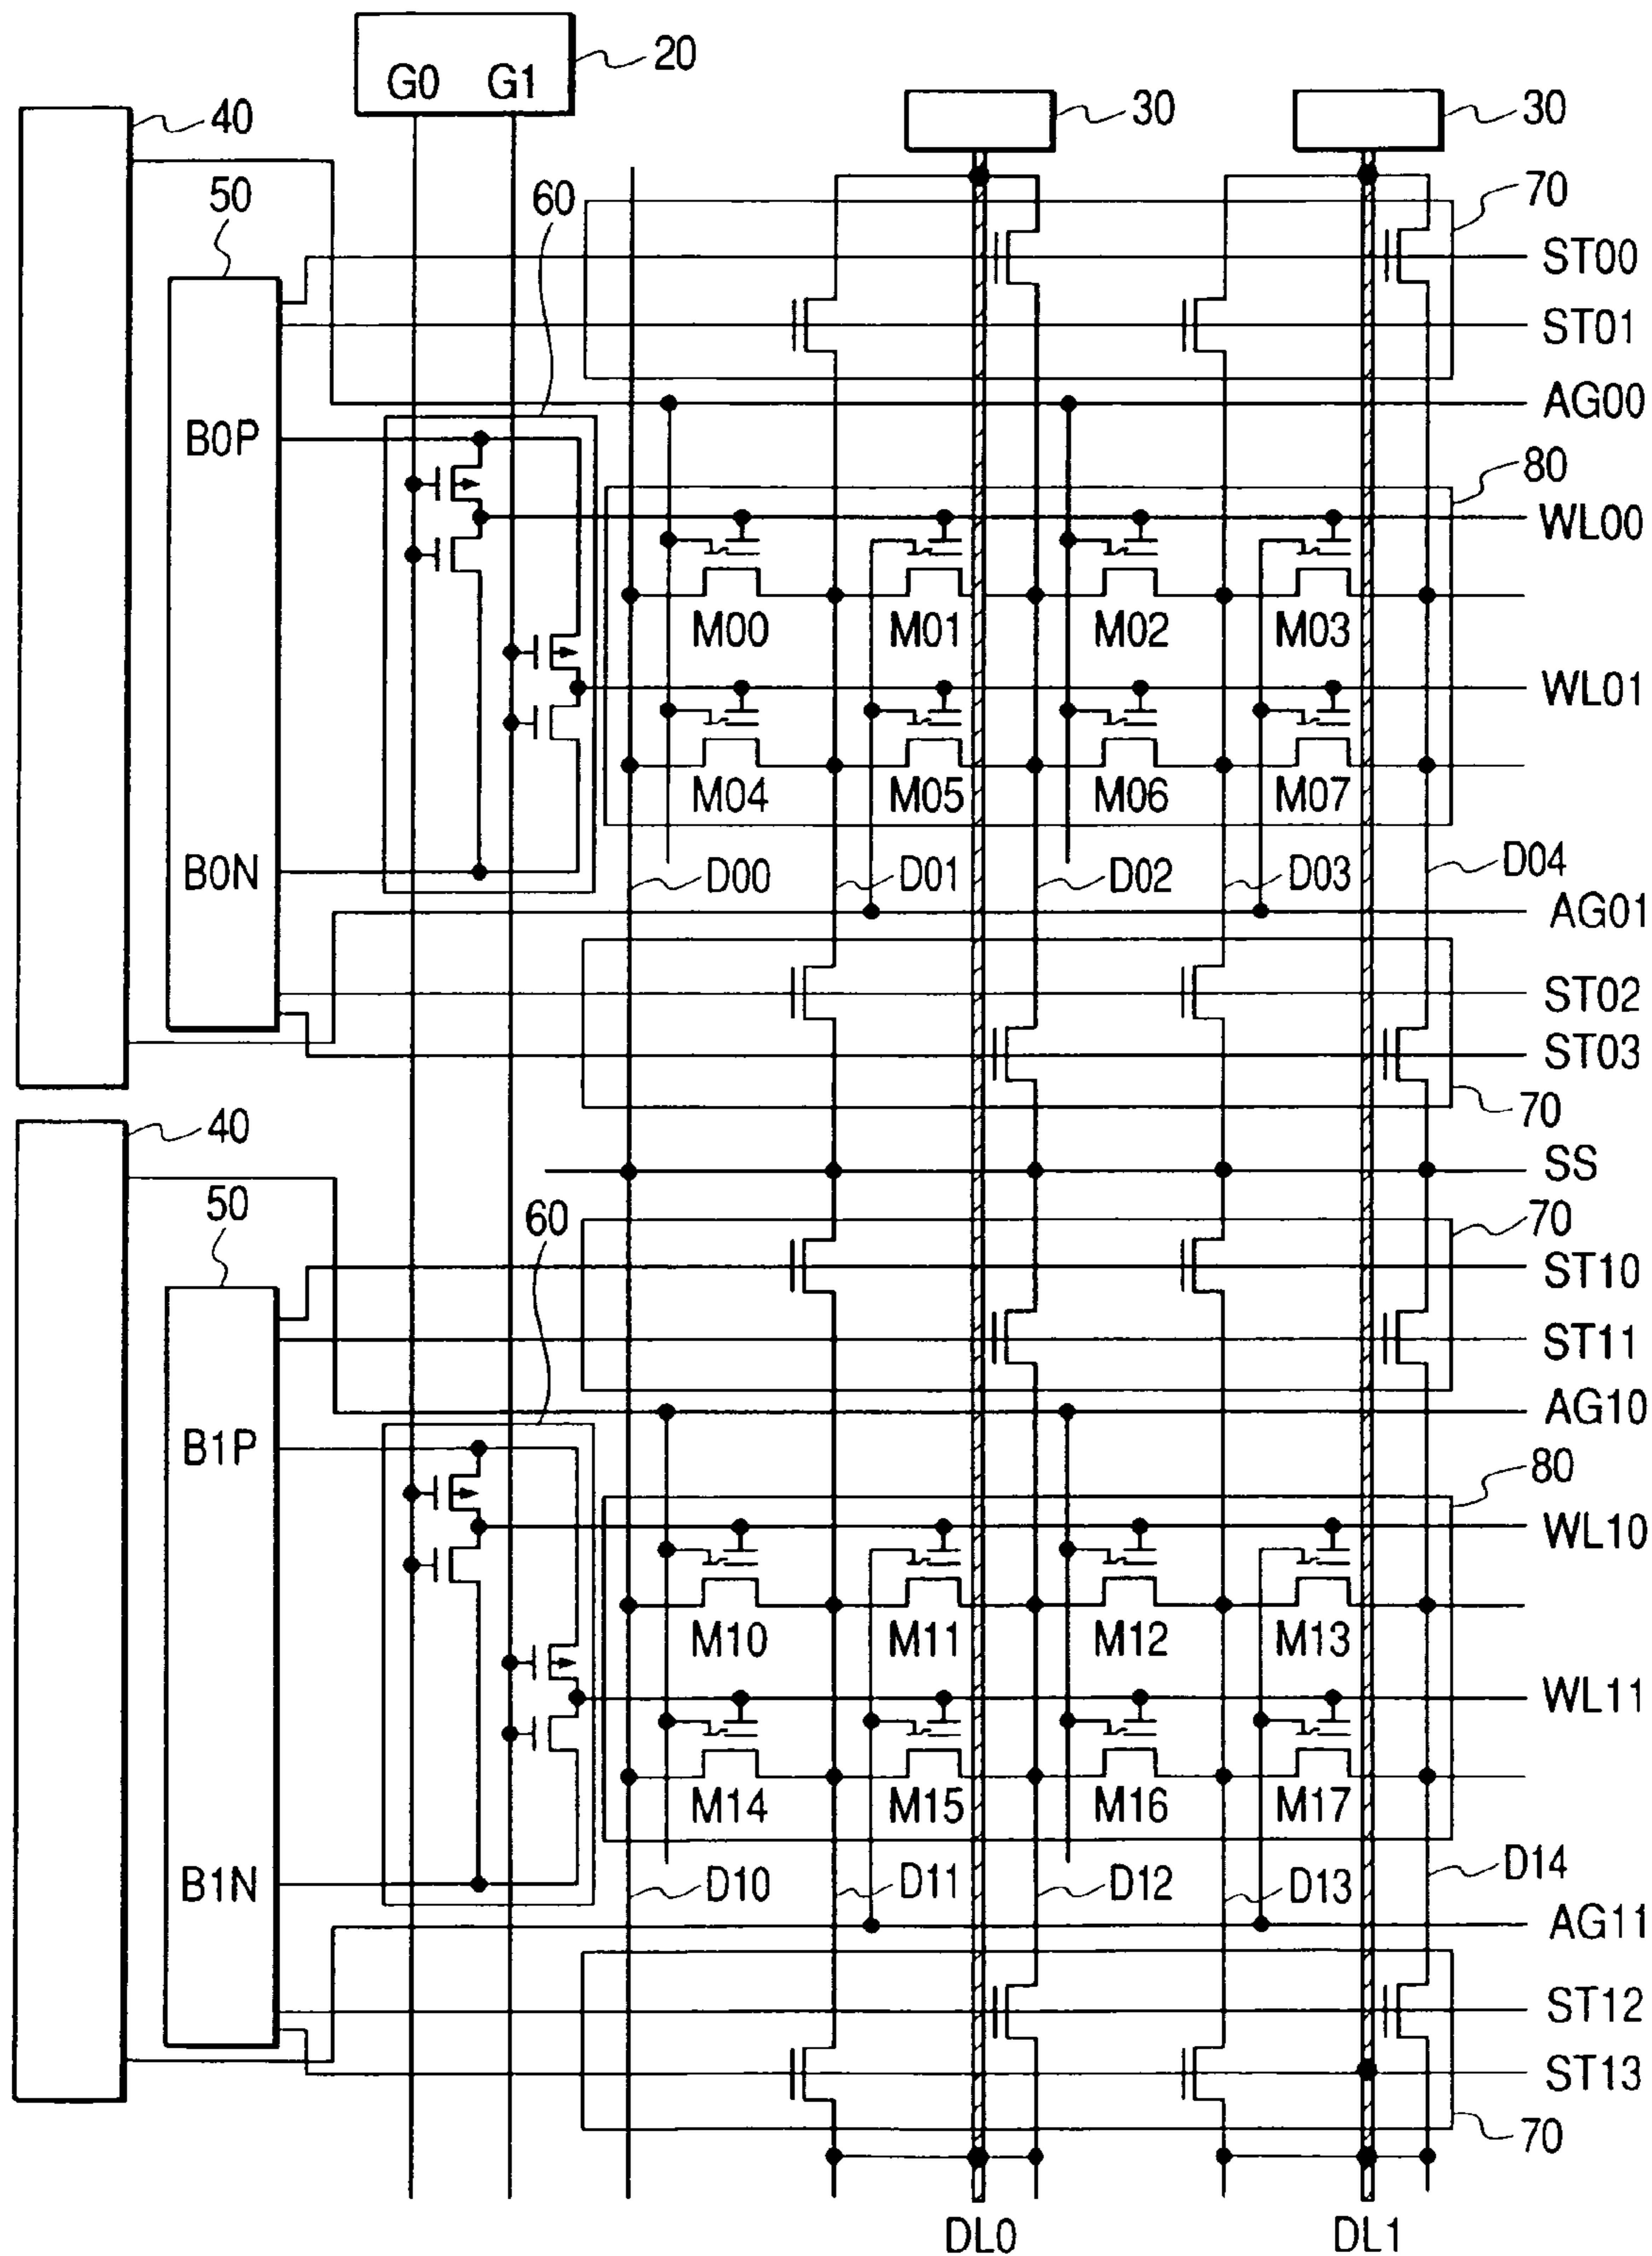 20
G0 G1
40
30
30
50
60
70
ST00
ST01
AG00
B0P
80
WL00
M00 M01 M02 M03
WL01
M04 M05 M06 M07
B0N
D00 D01 D02 D03 D04
AG01
ST02
ST03
70
40
SS
50
60
70
ST10
ST11
AG10
B1P
80
WL10
M10 M11 M12 M13
WL11
M14 M15 M16 M17
B1N
D10 D11 D12 D13 D14
AG11
ST12
ST13
70
DL0 DL1